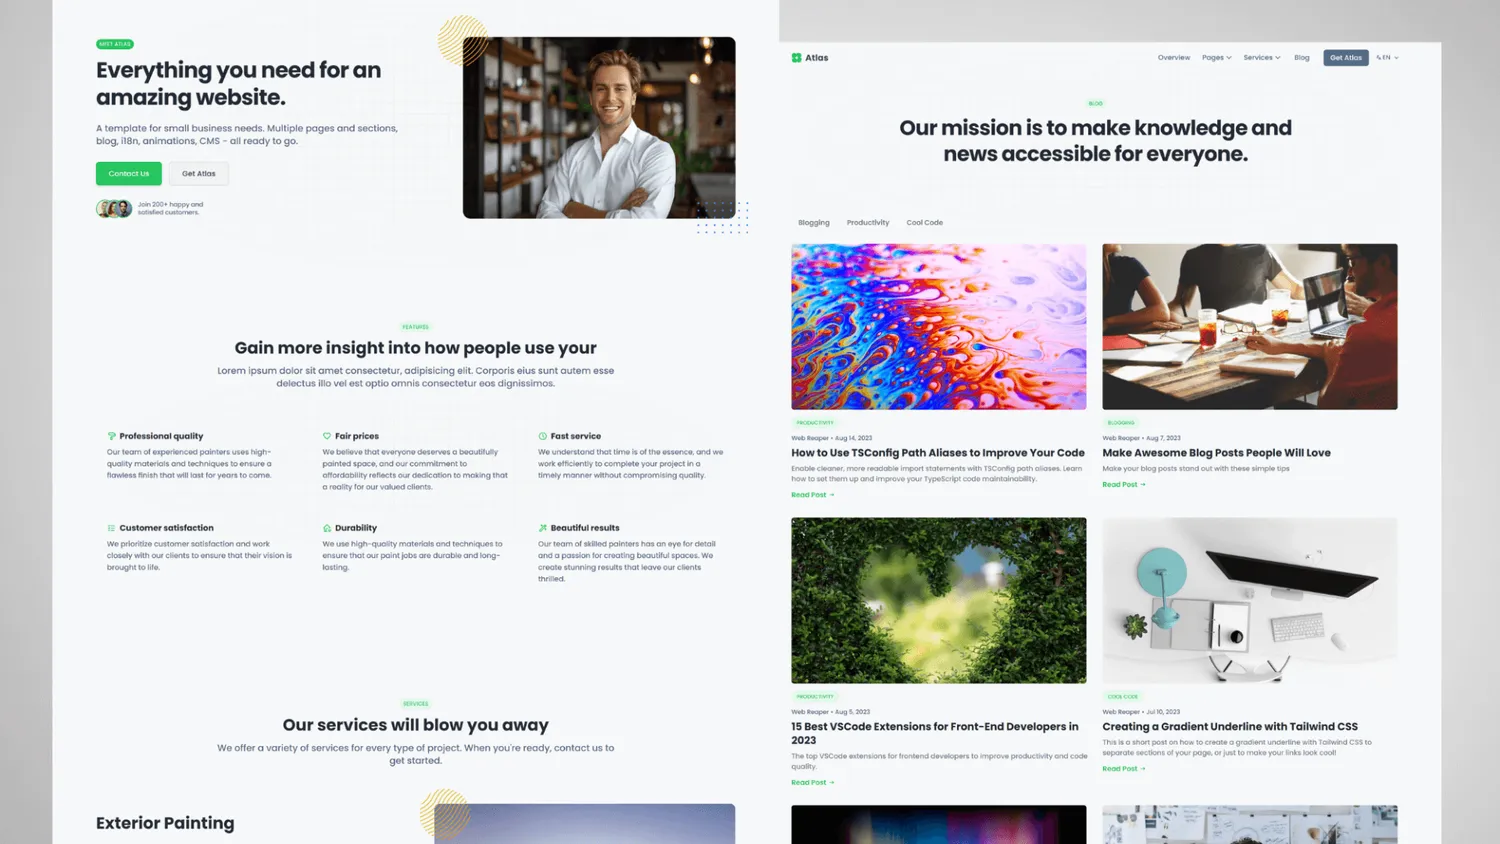 MEET ATLAS
Everything you need for an
amazing website.
A template for small business needs. Multiple pages and sections,
blog, i18n, animations, CMS - all ready to go.
Contact Us
Get Atlas
Join 200+ happy and
satisfied customers.
FEATURES
Gain more insight into how people use your
Lorem ipsum dolor sit amet consectetur, adipisicing elit. Corporis eius sunt autem esse
delectus illo vel est optio omnis consectetur eos dignissimos.
Professional quality
Our team of experienced painters uses high-
quality materials and techniques to ensure a
flawless finish that will last for years to come.
Fair prices
We believe that everyone deserves a beautifully
painted space, and our commitment to
affordability reflects our dedication to making that
a reality for our valued clients.
Fast service
We understand that time is of the essence, and we
work efficiently to complete your project in a
timely manner without compromising quality.
Customer satisfaction
We prioritize customer satisfaction and work
closely with our clients to ensure that their vision is
brought to life.
Durability
We use high-quality materials and techniques to
ensure that our paint jobs are durable and long-
lasting.
Beautiful results
Our team of skilled painters has an eye for detail
and a passion for creating beautiful spaces. We
create stunning results that leave our clients
thrilled.
SERVICES
Our services will blow you away
We offer a variety of services for every type of project. When you're ready, contact us to
get started.
Exterior Painting
Atlas
Overview
Pages
Services
Blog
Get Atlas
EN
BLOG
Our mission is to make knowledge and
news accessible for everyone.
Blogging
Productivity
Cool Code
PRODUCTIVITY
Web Reaper • Aug 14, 2023
How to Use TSConfig Path Aliases to Improve Your Code
Enable cleaner, more readable import statements with TSConfig path aliases. Learn
how to set them up and improve your TypeScript code maintainability.
Read Post →
BLOGGING
Web Reaper • Aug 7, 2023
Make Awesome Blog Posts People Will Love
Make your blog posts stand out with these simple tips
Read Post →
PRODUCTIVITY
Web Reaper • Aug 5, 2023
15 Best VSCode Extensions for Front-End Developers in
2023
The top VSCode extensions for frontend developers to improve productivity and code
quality.
Read Post →
COOL CODE
Web Reaper • Jul 10, 2023
Creating a Gradient Underline with Tailwind CSS
This is a short post on how to create a gradient underline with Tailwind CSS to
separate sections of your page, or just to make your links look cool!
Read Post →